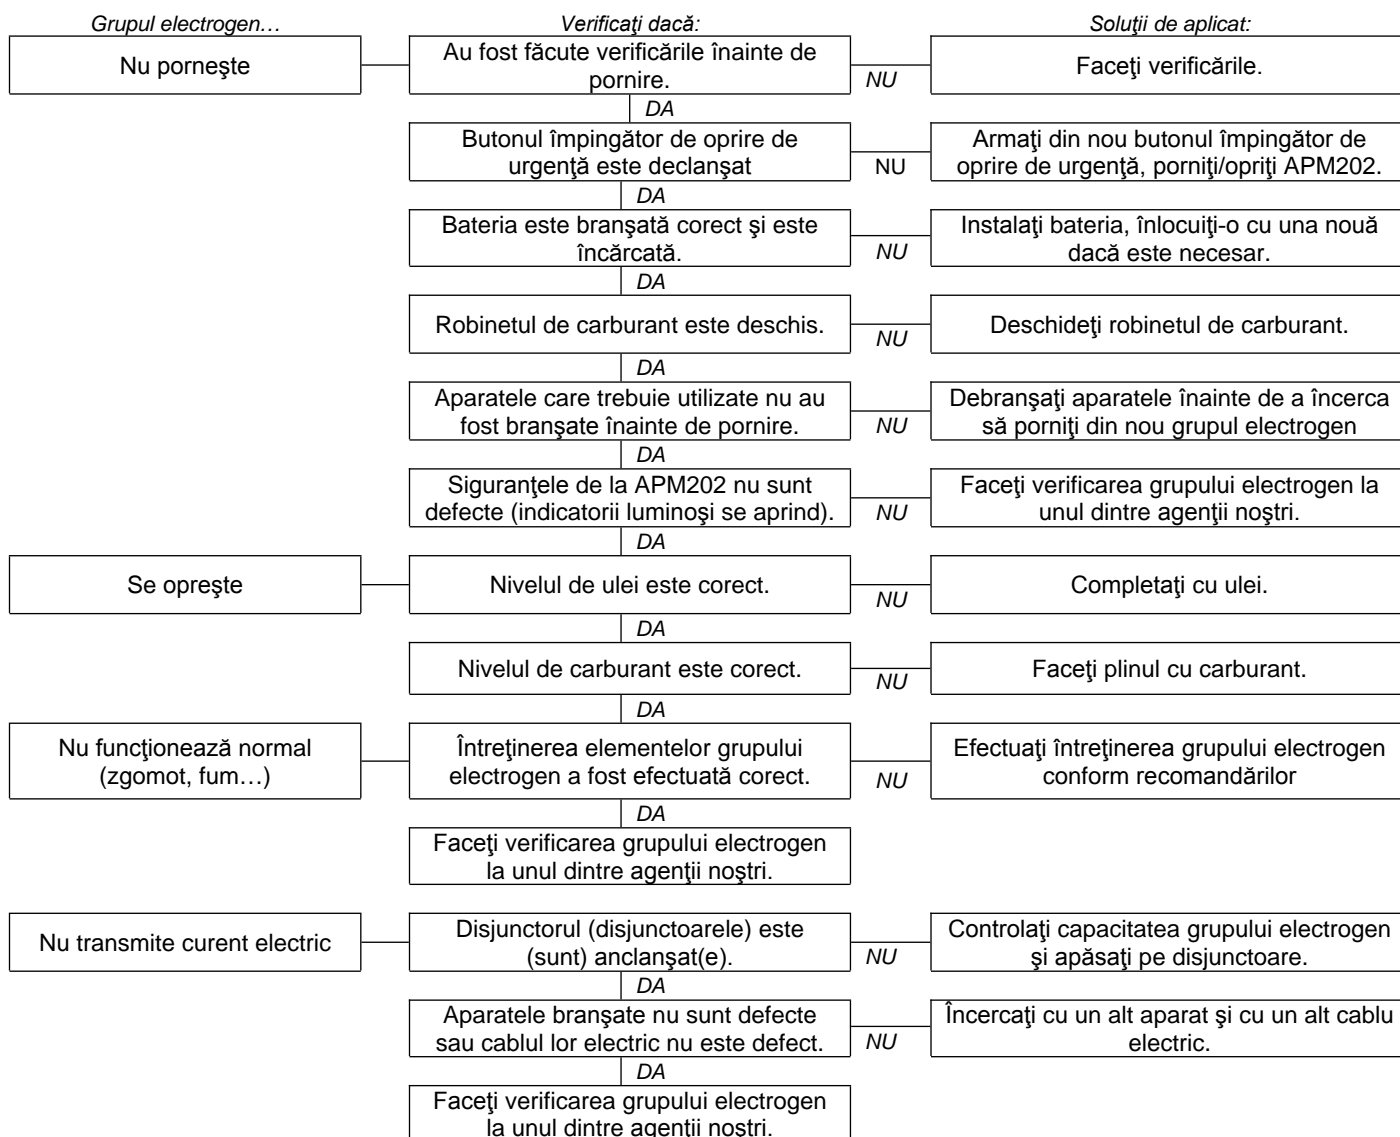 Grupul electrogen…
Verificaţi dacă:
Soluţii de aplicat:
Nu porneşte
Au fost făcute verificările înainte de
pornire.
NU
Faceţi verificările.
DA
Butonul împingător de oprire de
urgenţă este declanşat
NU
Armaţi din nou butonul împingător de
oprire de urgenţă, porniţi/opriţi APM202.
DA
Bateria este branşată corect şi este
încărcată.
NU
Instalaţi bateria, înlocuiţi-o cu una nouă
dacă este necesar.
DA
Robinetul de carburant este deschis.
NU
Deschideţi robinetul de carburant.
DA
Aparatele care trebuie utilizate nu au
fost branşate înainte de pornire.
NU
Debranşaţi aparatele înainte de a încerca
să porniţi din nou grupul electrogen
DA
Siguranţele de la APM202 nu sunt
defecte (indicatorii luminoşi se aprind).
NU
Faceţi verificarea grupului electrogen la
unul dintre agenţii noştri.
DA
Se opreşte
Nivelul de ulei este corect.
NU
Completaţi cu ulei.
DA
Nivelul de carburant este corect.
NU
Faceţi plinul cu carburant.
DA
Nu funcţionează normal
(zgomot, fum…)
Întreţinerea elementelor grupului
electrogen a fost efectuată corect.
NU
Efectuaţi întreţinerea grupului electrogen
conform recomandărilor
DA
Faceţi verificarea grupului electrogen
la unul dintre agenţii noştri.
Nu transmite curent electric
Disjunctorul (disjunctoarele) este
(sunt) anclanşat(e).
NU
Controlaţi capacitatea grupului electrogen
şi apăsaţi pe disjunctoare.
DA
Aparatele branşate nu sunt defecte
sau cablul lor electric nu este defect.
NU
Încercaţi cu un alt aparat şi cu un alt cablu
electric.
DA
Faceţi verificarea grupului electrogen
la unul dintre agenţii noştri.